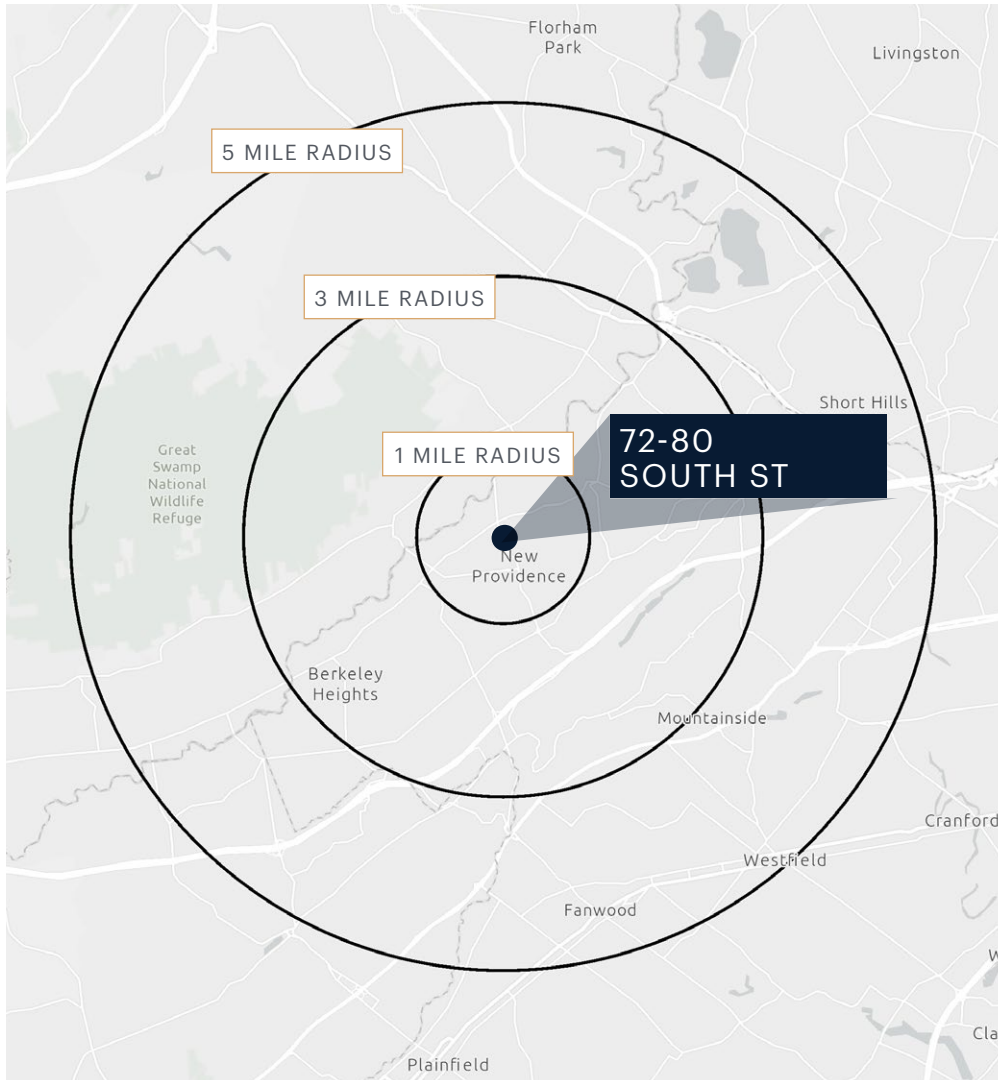 Florham
Park
Livingston
5 MILE RADIUS
3 MILE RADIUS
Short Hills
72-80
SOUTH ST
1 MILE RADIUS
Great
Swamp
National
Wildlife
Refuge
New
Providence
Berkeley
Heights
Mountainside
Cranford
Westfield
Fanwood
W
Cla
Plainfield